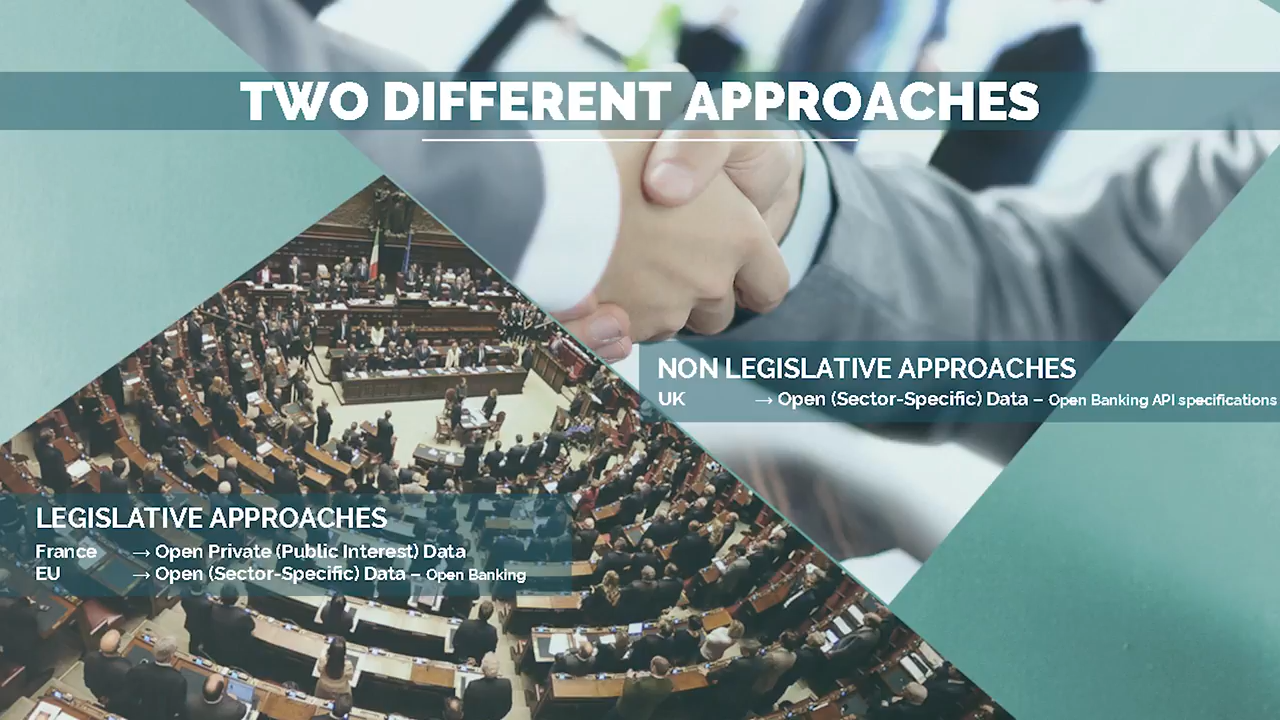 TWO DIFFERENT APPROACHES
NON LEGISLATIVE APPROACHES
UK → Open (Sector-Specific) Data – Open Banking API specifications
LEGISLATIVE APPROACHES
France → Open Private (Public Interest) Data
EU → Open (Sector-Specific) Data – Open Banking